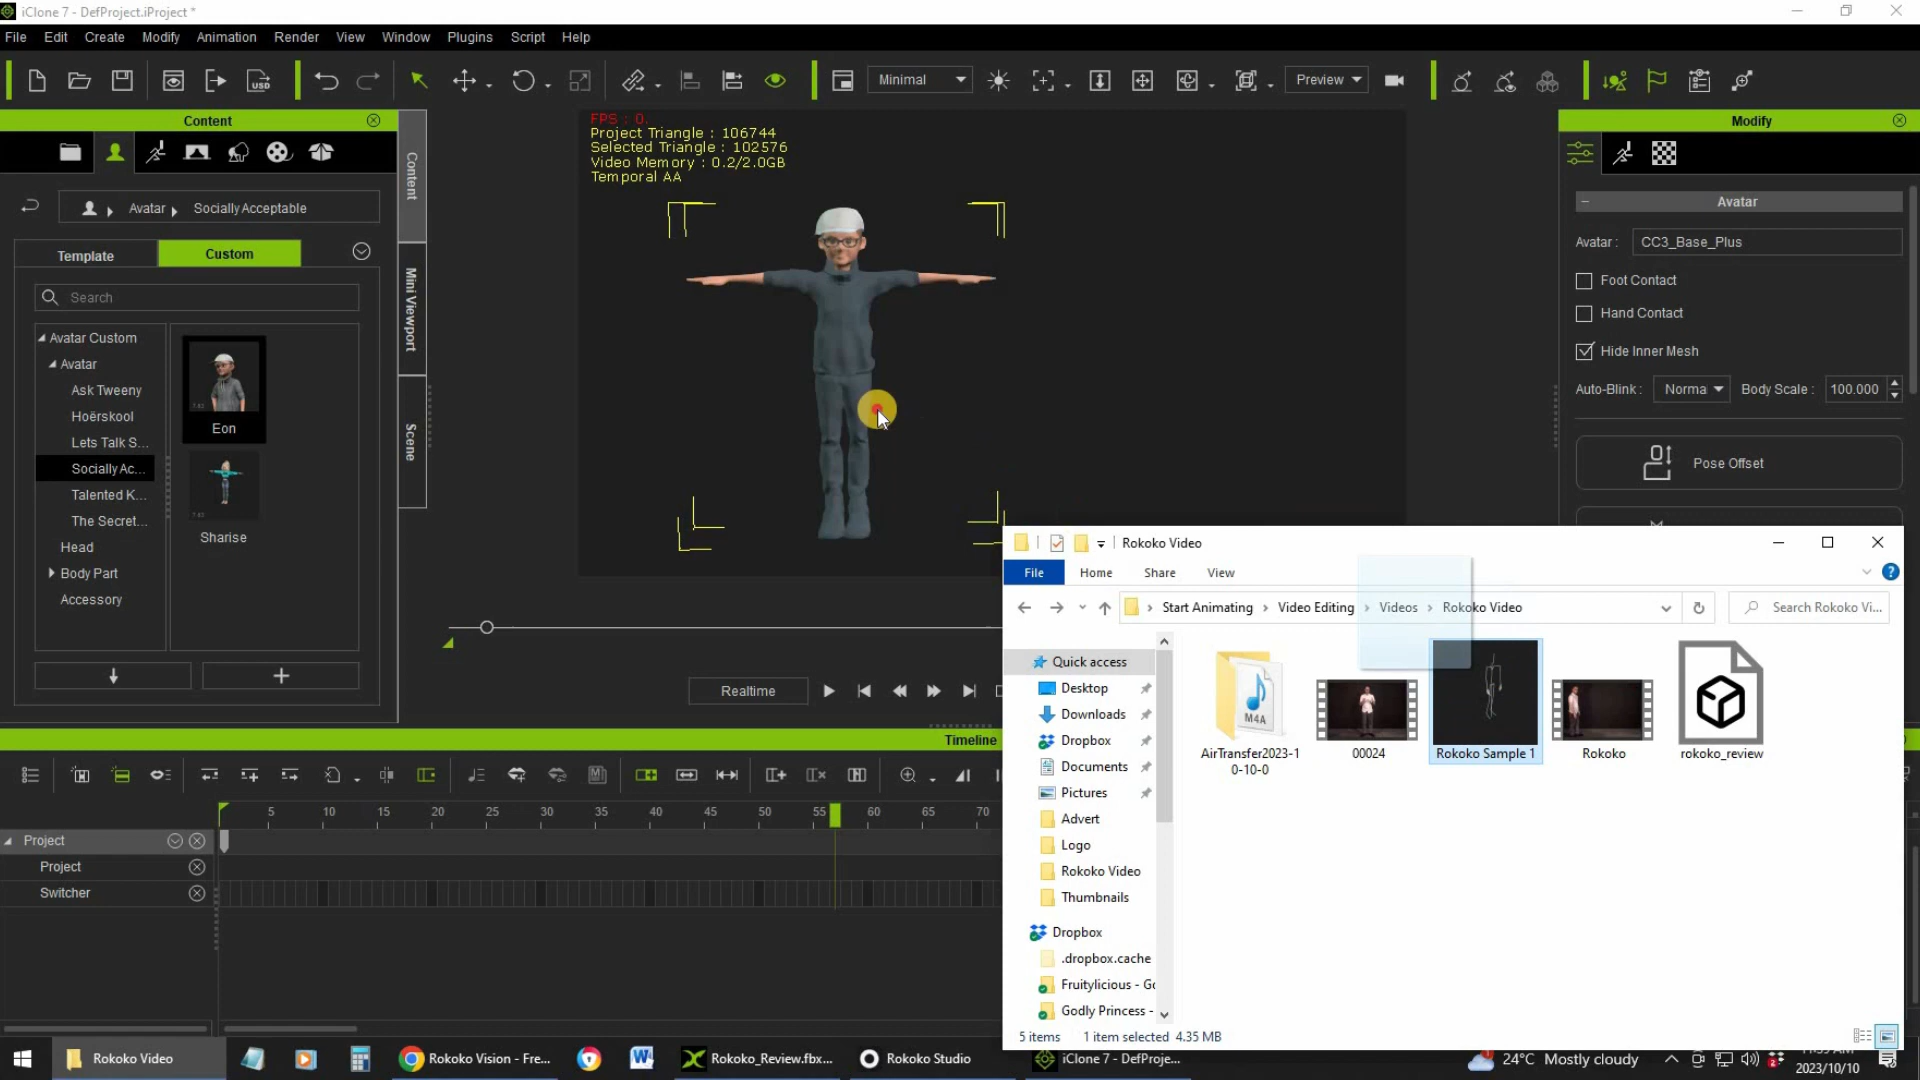 iClone 7 - DefProject.iProject *
File Edit Create Modify Animation Render View Window Plugins Script Help
USD Minimal Preview
Content
Modify
FPS : 0.
Project Triangle : 106744
Selected Triangle : 102576
Video Memory : 0.2/2.0GB
Temporal AA
Content
Mini Viewport
Scene
Avatar Socially Acceptable
Template Custom
Search
Avatar Custom
Avatar
Ask Tweeny
Hoërskool
Lets Talk S...
Socially Ac...
Talented K...
The Secret...
Head
Body Part
Accessory
Eon
Sharise
Avatar
Avatar : CC3_Base_Plus
Foot Contact
Hand Contact
Hide Inner Mesh
Auto-Blink : Norma Body Scale : 100.000
Pose Offset
Realtime
Timeline
5 10 15 20 25 30 35 40 45 50 55 60 65 70
Project
Project
Switcher
Rokoko Video
File Home Share View
Start Animating Video Editing Videos Rokoko Video
Search Rokoko Vi...
Quick access
Desktop
Downloads
Dropbox
Documents
Pictures
Advert
Logo
Rokoko Video
Thumbnails
Dropbox
.dropbox.cache
Fruitylicious - Go
Godly Princess -
M4A
AirTransfer2023-1
0-10-0
00024
Rokoko Sample 1
Rokoko
rokoko_review
5 items 1 item selected 4.35 MB
Rokoko Video
Rokoko Vision - Fre...
Rokoko_Review.fbx...
Rokoko Studio
iClone 7 - DefProje...
24°C Mostly cloudy
2023/10/10